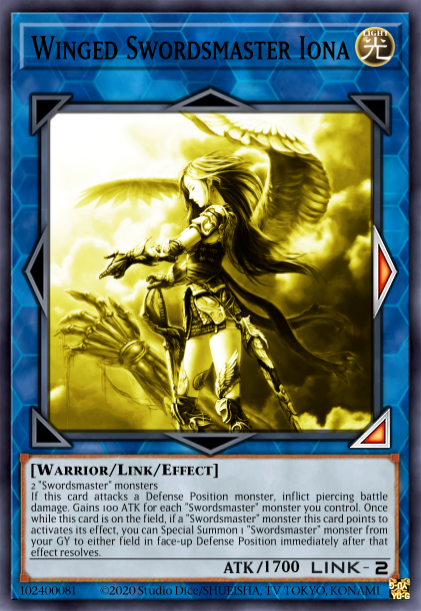 Winged Swordsmaster Iona
LIGHT
光
[Warrior/Link/Effect]
2 "Swordsmaster" monsters
If this card attacks a Defense Position monster, inflict piercing battle
damage. Gains 100 ATK for each "Swordsmaster" monster you control. Once
while this card is on the field, if a "Swordsmaster" monster this card points to
activates its effect, you can Special Summon 1 "Swordsmaster" monster from
your GY to either field in face-up Defense Position immediately after that
effect resolves.
ATK/1700 LINK-2
102400081 ©2020 Studio Dice/SHUEISHA, TV TOKYO, KONAMI